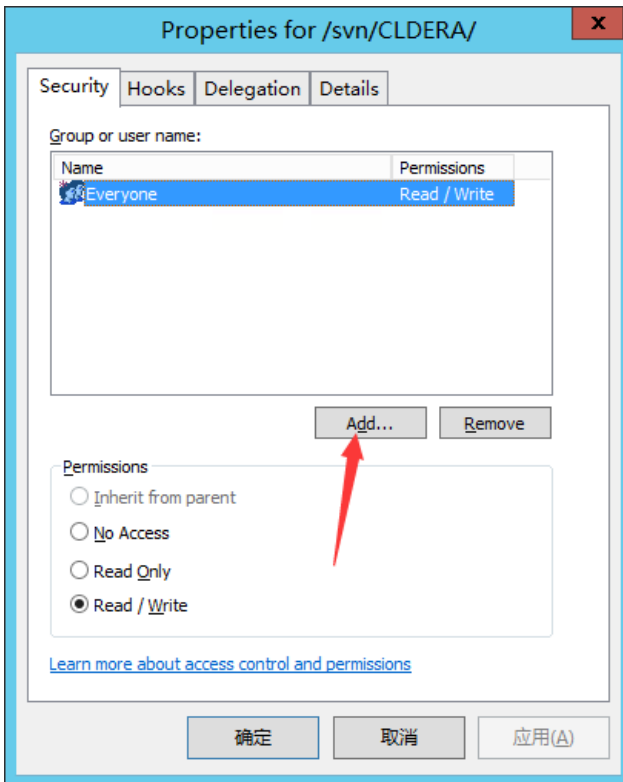 Properties for /svn/CLDERA/
x
Security Hooks Delegation Details
Group or user name:
Name Permissions
Everyone Read / Write
Add... Remove
Permissions
Inherit from parent
No Access
Read Only
Read / Write
Learn more about access control and permissions
确定 取消 应用(A)